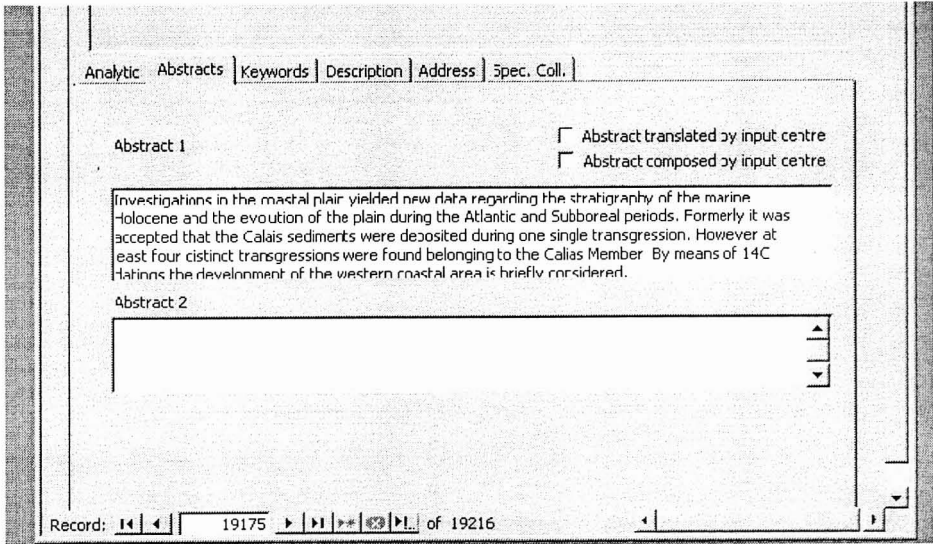 Analytic Abstracts Keywords Description Address Spec. Coll.
Abstract 1
Abstract translated by input centre
Abstract composed by input centre
Investigations in the coastal plain yielded new data regarding the stratigraphy of the marine
Holocene and the evoution of the plain during the Atlantic and Subboreal periods. Formerly it was
accepted that the Calais sediments were deposited during one single transgression. However at
least four distinct transgressions were found belonging to the Calias Member By means of 14C
datings the development of the western coastal area is briefly considered.
Abstract 2
Record: 19175 of 19216